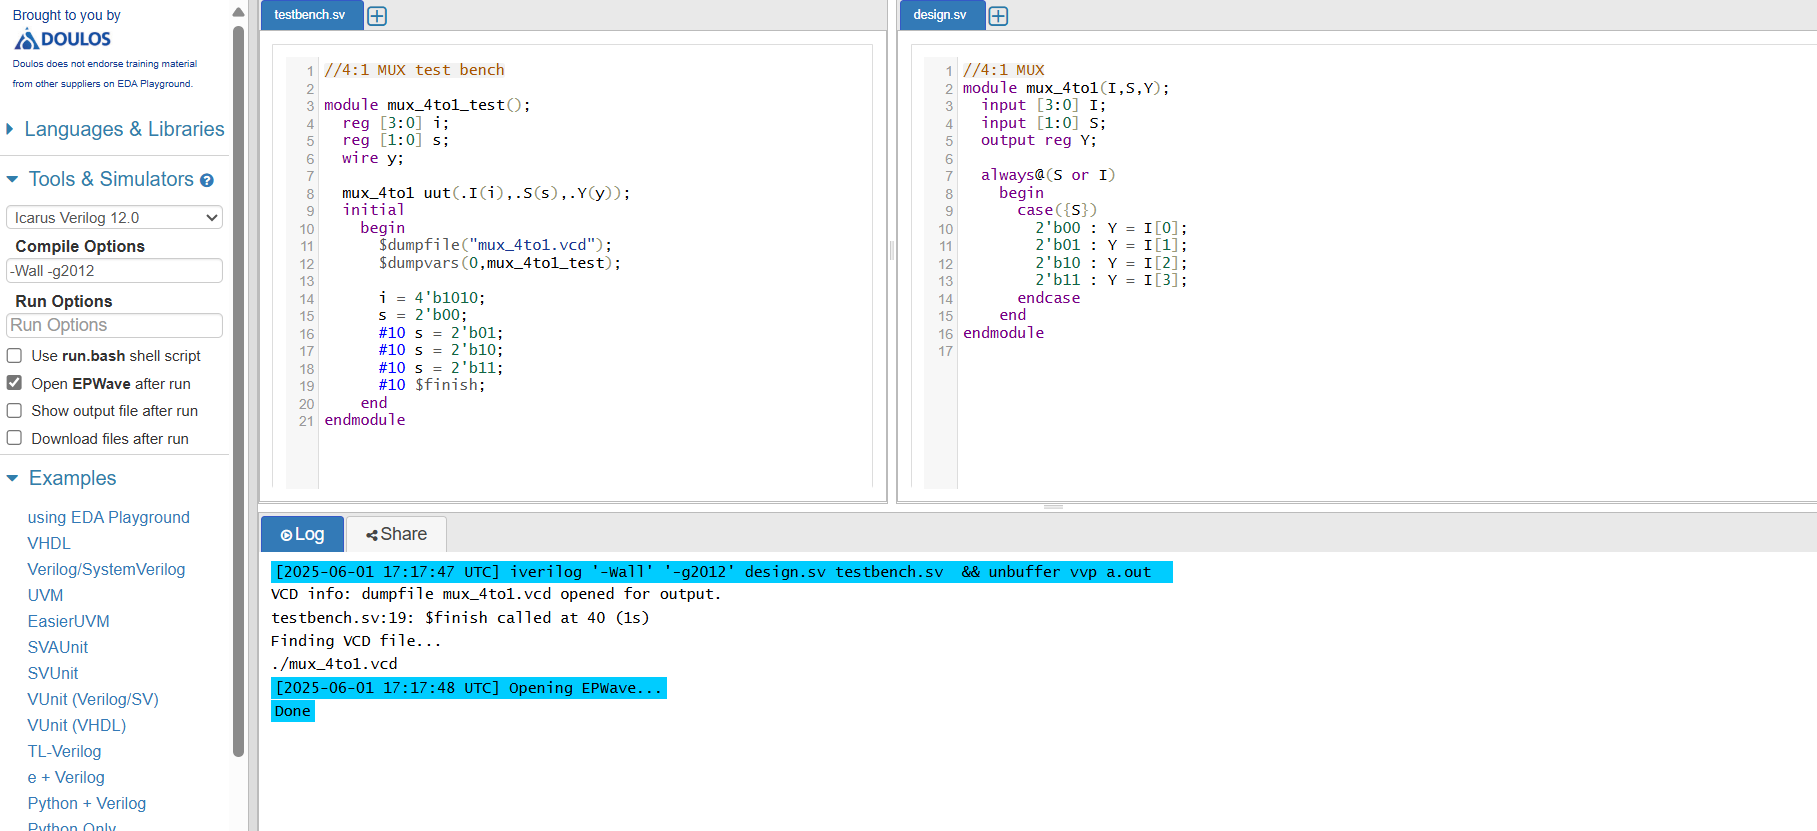 Brought to you by
DOULOS
Doulos does not endorse training material
from other suppliers on EDA Playground.
Languages & Libraries
Tools & Simulators ?
Icarus Verilog 12.0
Compile Options
-Wall -g2012
Run Options
Run Options
Use run.bash shell script
Open EPWave after run
Show output file after run
Download files after run
Examples
using EDA Playground
VHDL
Verilog/SystemVerilog
UVM
EasierUVM
SVAUnit
SVUnit
VUnit (Verilog/SV)
VUnit (VHDL)
TL-Verilog
e + Verilog
Python + Verilog
Python Only
testbench.sv
1 //4:1 MUX test bench
2
3 module mux_4to1_test();
4 reg [3:0] i;
5 reg [1:0] s;
6 wire y;
7
8 mux_4to1 uut(.I(i),.S(s),.Y(y));
9 initial
10 begin
11 $dumpfile("mux_4to1.vcd");
12 $dumpvars(0,mux_4to1_test);
13
14 i = 4'b1010;
15 s = 2'b00;
16 #10 s = 2'b01;
17 #10 s = 2'b10;
18 #10 s = 2'b11;
19 #10 $finish;
20 end
21 endmodule
design.sv
1 //4:1 MUX
2 module mux_4to1(I,S,Y);
3 input [3:0] I;
4 input [1:0] S;
5 output reg Y;
6
7 always@(S or I)
8 begin
9 case({S})
10 2'b00 : Y = I[0];
11 2'b01 : Y = I[1];
12 2'b10 : Y = I[2];
13 2'b11 : Y = I[3];
14 endcase
15 end
16 endmodule
17
Log
Share
[2025-06-01 17:17:47 UTC] iverilog '-Wall' '-g2012' design.sv testbench.sv && unbuffer vvp a.out
VCD info: dumpfile mux_4to1.vcd opened for output.
testbench.sv:19: $finish called at 40 (1s)
Finding VCD file...
./mux_4to1.vcd
[2025-06-01 17:17:48 UTC] Opening EPWave...
Done